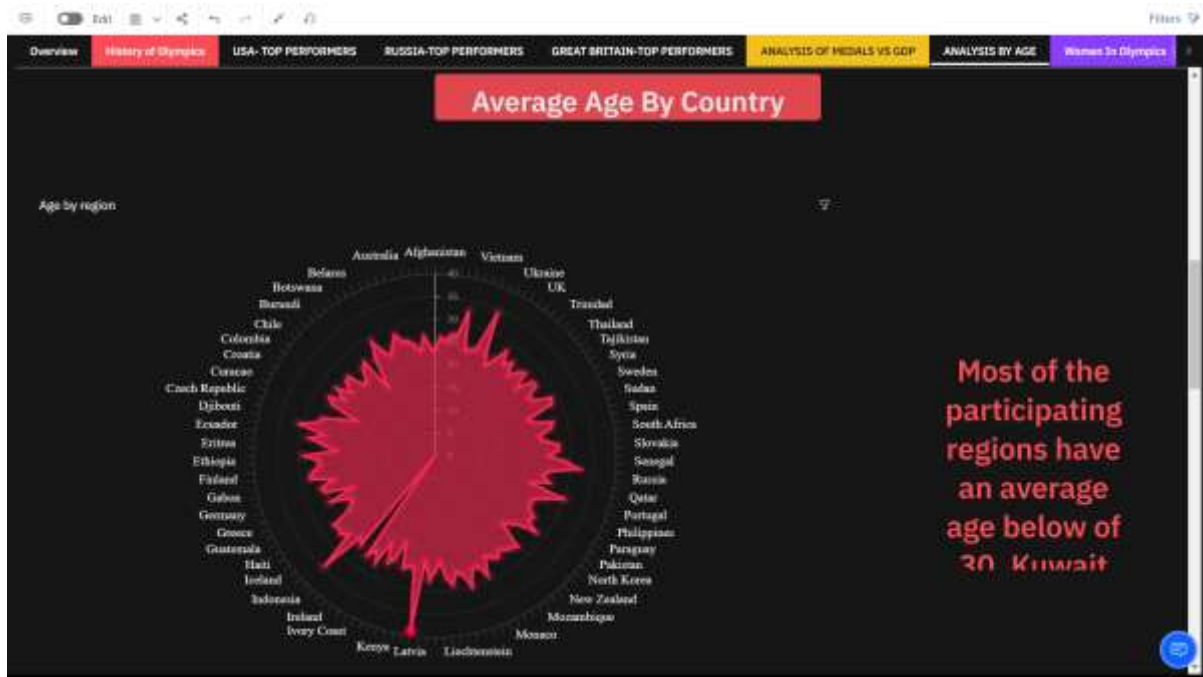 Edit
Filters
Overview
History of Olympics
USA- TOP PERFORMERS
RUSSIA-TOP PERFORMERS
GREAT BRITAIN-TOP PERFORMERS
ANALYSIS OF MEDALS VS GDP
ANALYSIS BY AGE
Women In Olympics
Average Age By Country
Age by region
Afghanistan
Vietnam
Ukraine
UK
Trinidad
Thailand
Tajikistan
Syria
Sweden
Sudan
Spain
South Africa
Slovakia
Senegal
Russia
Qatar
Portugal
Philippines
Paraguay
Pakistan
North Korea
New Zealand
Mozambique
Monaco
Liechtenstein
Latvia
Kenya
Ivory Coast
Ireland
Indonesia
Iceland
Haiti
Guatemala
Greece
Germany
Gabon
Finland
Ethiopia
Eritrea
Ecuador
Djibouti
Czech Republic
Curacao
Croatia
Colombia
Chile
Burundi
Botswana
Belarus
Australia
40
Most of the
participating
regions have
an average
age below of
30. Kuwait